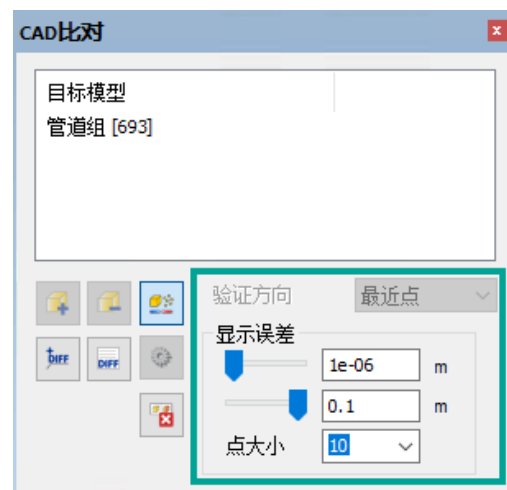 CAD比对
x
目标模型
管道组 [693]
验证方向 最近点
显示误差
1e-06 m
DIFF DIFF
0.1 m
点大小 10